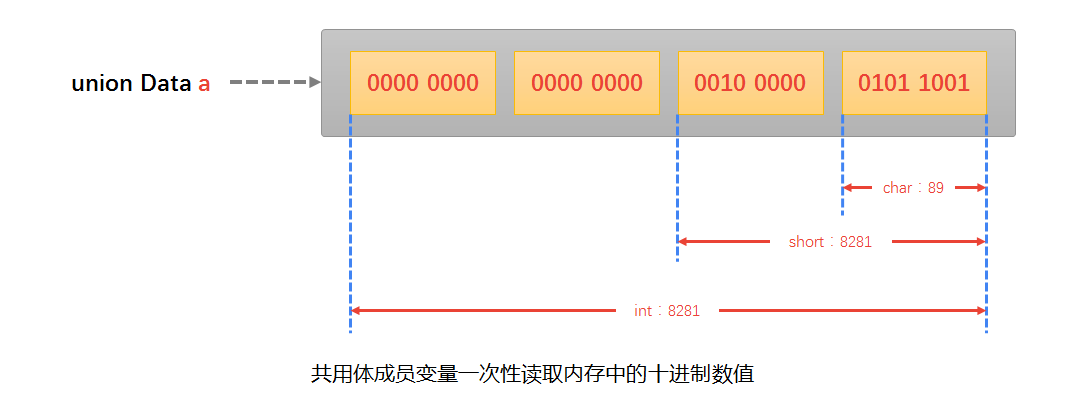 union Data a
0000 0000 0000 0000 0010 0000 0101 1001
char：89
short：8281
int：8281
共用体成员变量一次性读取内存中的十进制数值